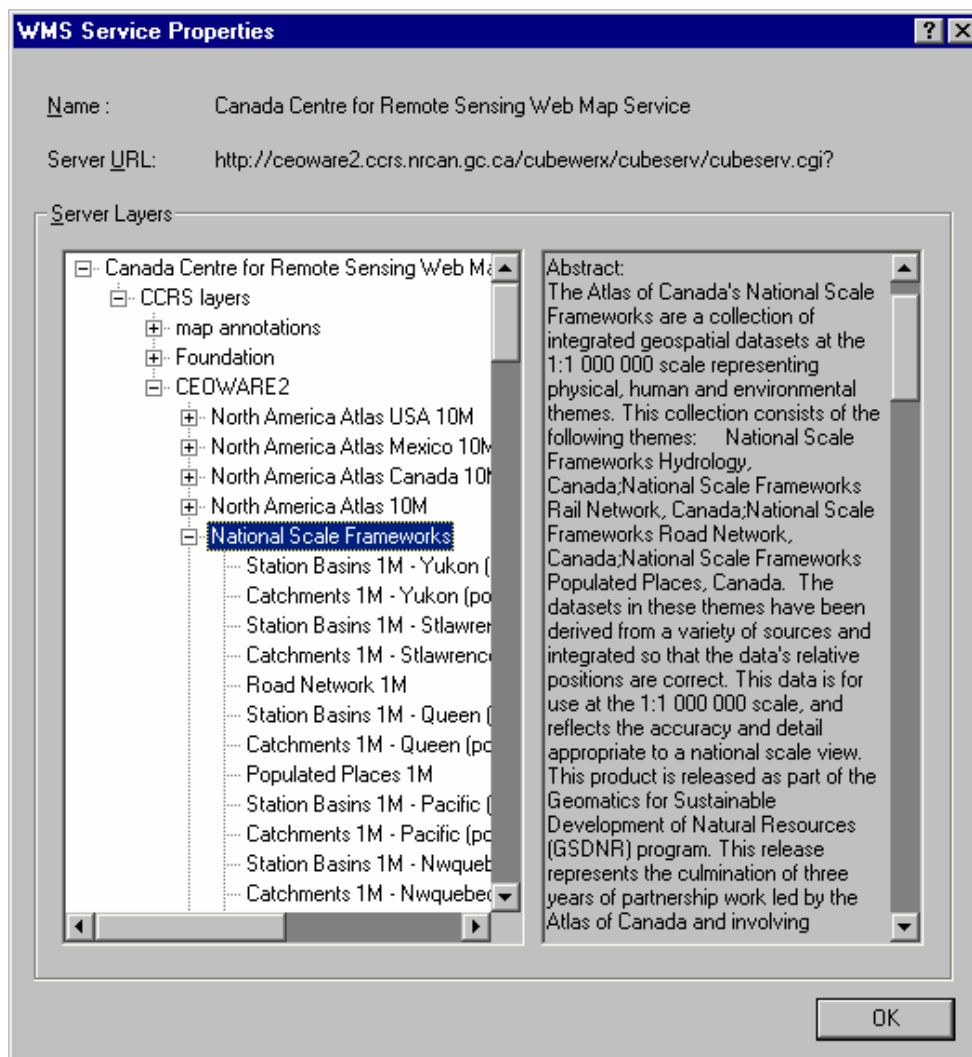 WMS Service Properties
Name : Canada Centre for Remote Sensing Web Map Service
Server URL: http://ceoware2.ccrs.nrcan.gc.ca/cubewerx/cubeserv/cubeserv.cgi?
Server Layers
Canada Centre for Remote Sensing Web Ma
CCRS layers
map annotations
Foundation
CEOWARE2
North America Atlas USA 10M
North America Atlas Mexico 10M
North America Atlas Canada 10M
North America Atlas 10M
National Scale Frameworks
Station Basins 1M - Yukon (
Catchments 1M - Yukon (po
Station Basins 1M - Stlawren
Catchments 1M - Stlawrence
Road Network 1M
Station Basins 1M - Queen (
Catchments 1M - Queen (po
Populated Places 1M
Station Basins 1M - Pacific (
Catchments 1M - Pacific (po
Station Basins 1M - Nwqueb
Catchments 1M - Nwquebec
Abstract:
The Atlas of Canada's National Scale
Frameworks are a collection of
integrated geospatial datasets at the
1:1 000 000 scale representing
physical, human and environmental
themes. This collection consists of the
following themes: National Scale
Frameworks Hydrology,
Canada;National Scale Frameworks
Rail Network, Canada;National Scale
Frameworks Road Network,
Canada;National Scale Frameworks
Populated Places, Canada. The
datasets in these themes have been
derived from a variety of sources and
integrated so that the data's relative
positions are correct. This data is for
use at the 1:1 000 000 scale, and
reflects the accuracy and detail
appropriate to a national scale view.
This product is released as part of the
Geomatics for Sustainable
Development of Natural Resources
(GSDNR) program. This release
represents the culmination of three
years of partnership work led by the
Atlas of Canada and involving
OK